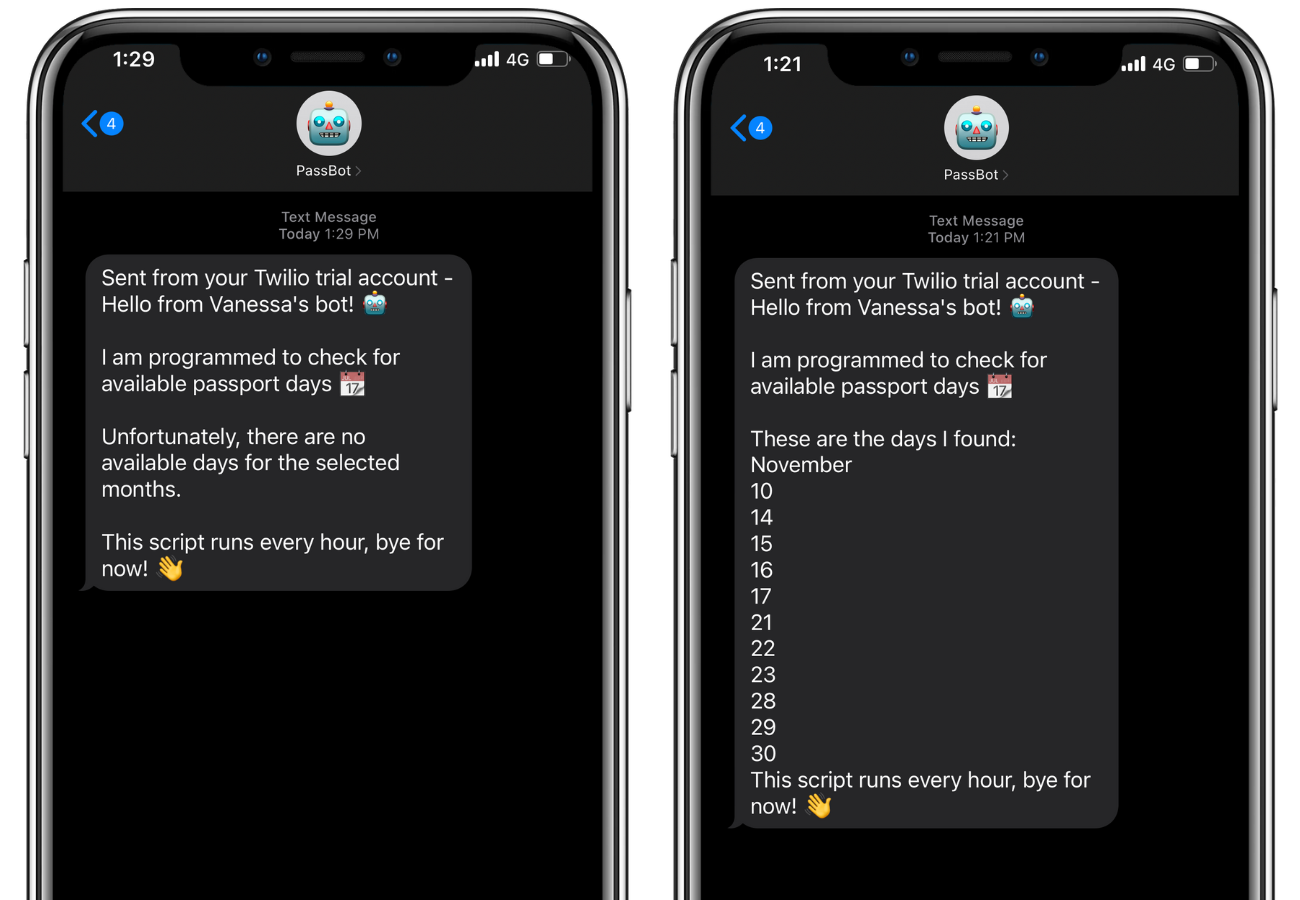 1:29
4G
4
PassBot
Text Message
Today 1:29 PM
Sent from your Twilio trial account -
Hello from Vanessa's bot! 🤖
I am programmed to check for
available passport days 📆
Unfortunately, there are no
available days for the selected
months.
This script runs every hour, bye for
now! 👋
1:21
4G
4
PassBot
Text Message
Today 1:21 PM
Sent from your Twilio trial account -
Hello from Vanessa's bot! 🤖
I am programmed to check for
available passport days 📆
These are the days I found:
November
10
14
15
16
17
21
22
23
28
29
30
This script runs every hour, bye for
now! 👋